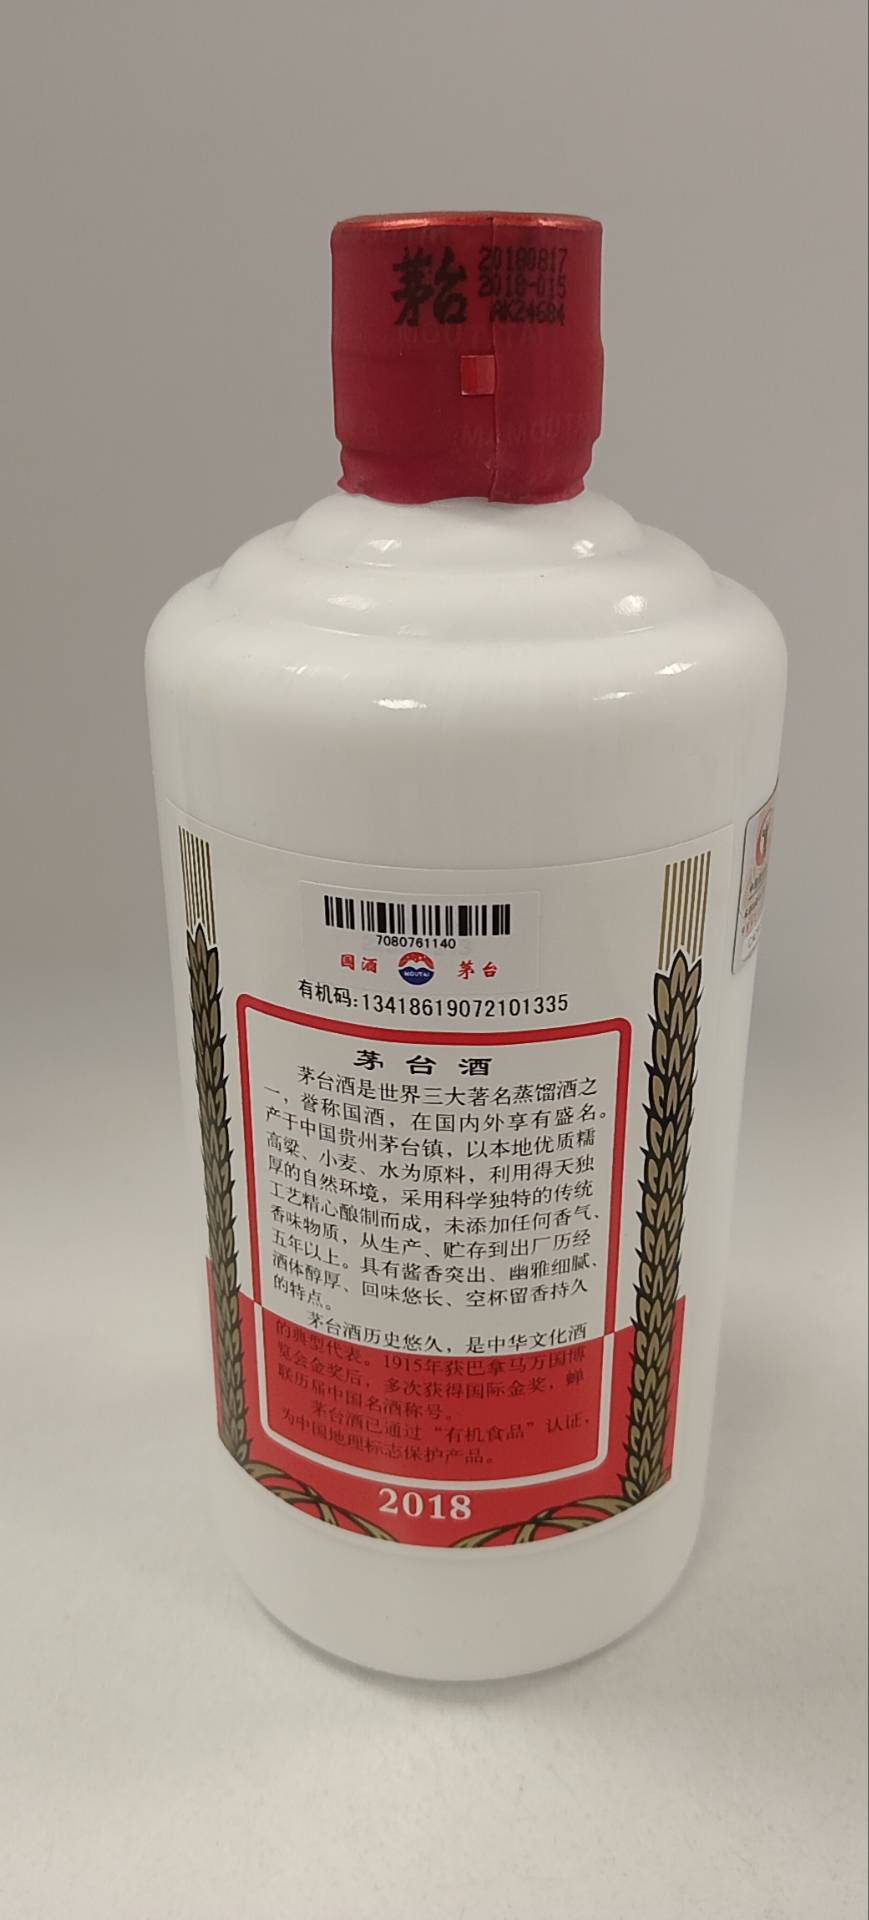 茅台
20180817
2018-015
AK24684
MOUTAI
MOUTAI
7080761140
国酒
MOUTAI
茅台
有机码:13418619072101335
茅台酒
茅台酒是世界三大著名蒸馏酒之
一，誉称国酒，在国内外享有盛名。
产于中国贵州茅台镇，以本地优质糯
高粱、小麦、水为原料，利用得天独
厚的自然环境，采用科学独特的传统
工艺精心酿制而成，未添加任何香气、
香味物质，从生产、贮存到出厂历经
五年以上。具有酱香突出、幽雅细腻、
酒体醇厚、回味悠长、空杯留香持久
的特点。
茅台酒历史悠久，是中华文化酒
的典型代表。1915年获巴拿马万国博
览会金奖后，多次获得国际金奖，蝉
联历届中国名酒称号。
茅台酒已通过“有机食品”认证，
为中国地理标志保护产品。
2018